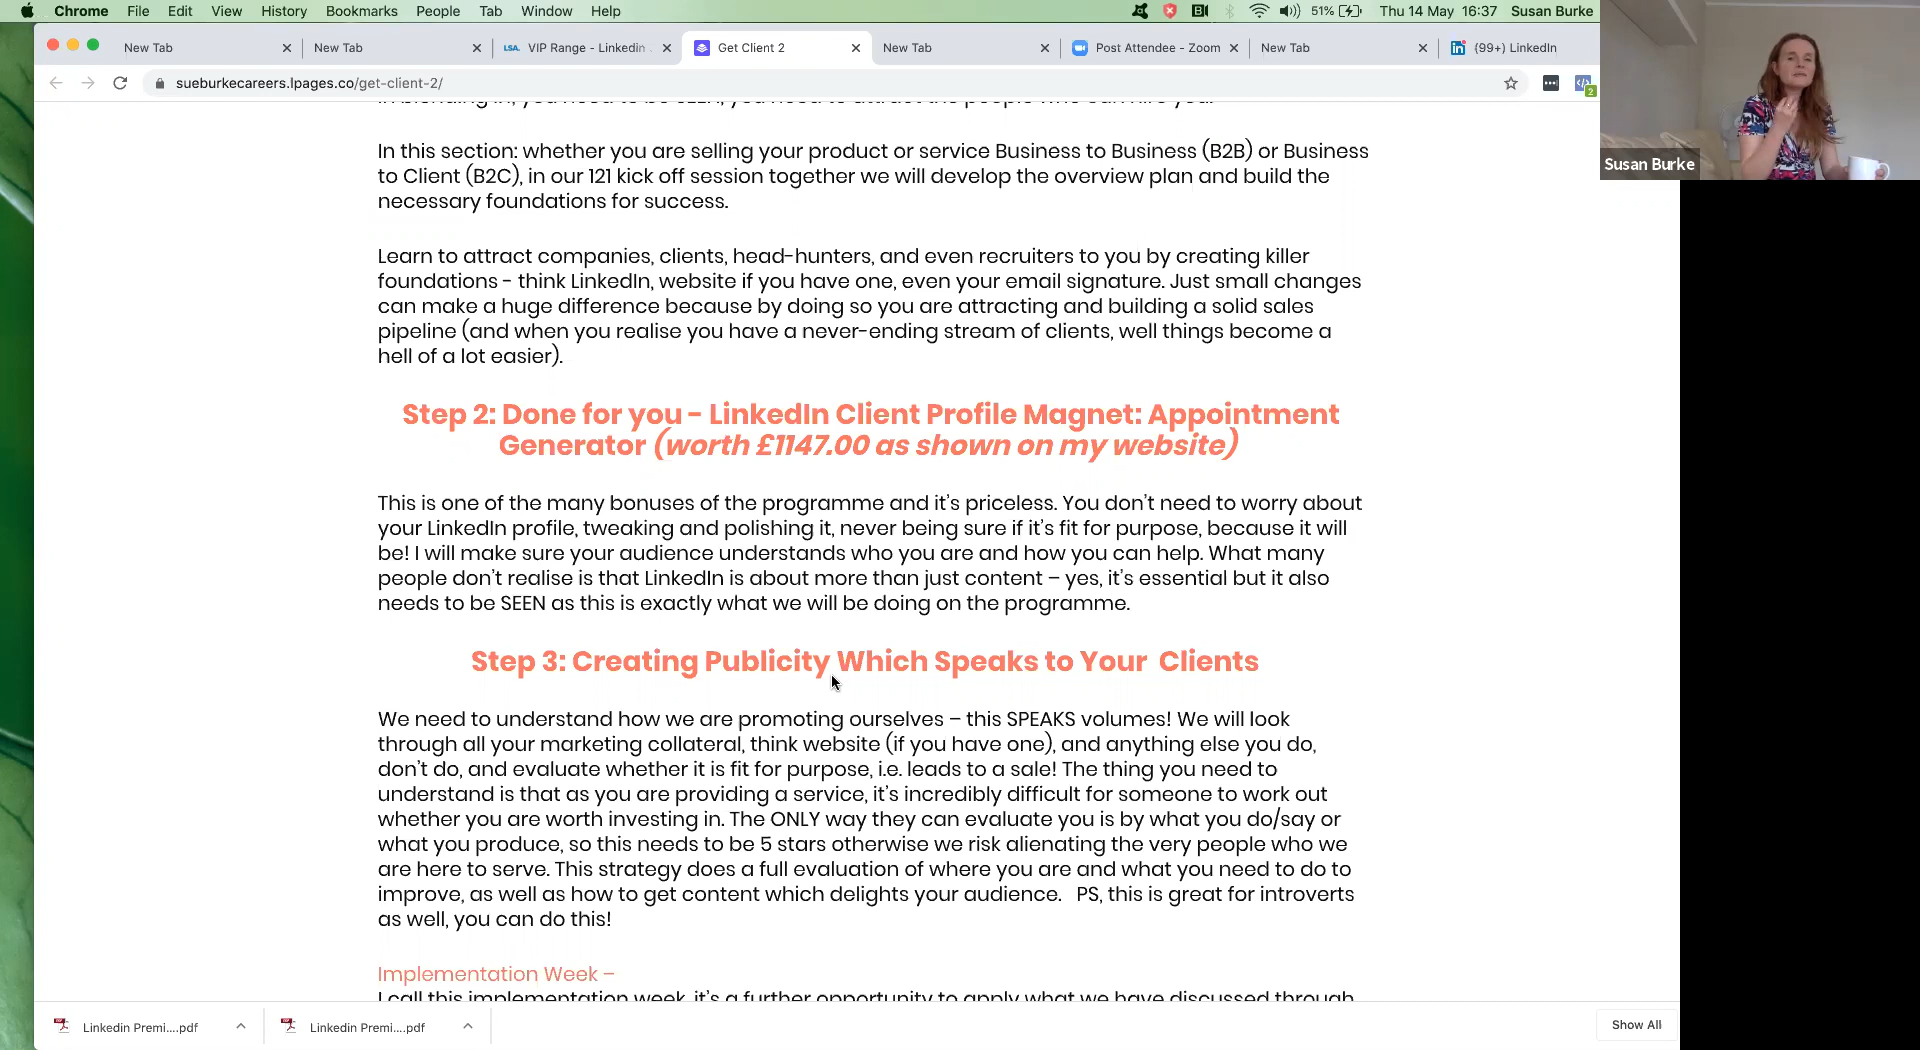 Chrome File Edit View History Bookmarks People Tab Window Help 51% Thu 14 May 16:37 Susan Burke
New Tab New Tab LSA. VIP Range - Linkedin Get Client 2 New Tab Post Attendee - Zoom New Tab (99+) LinkedIn
sueburkecareers.lpages.co/get-client-2/ 2
Susan Burke
In this section: whether you are selling your product or service Business to Business (B2B) or Business
to Client (B2C), in our 121 kick off session together we will develop the overview plan and build the
necessary foundations for success.
Learn to attract companies, clients, head-hunters, and even recruiters to you by creating killer
foundations - think LinkedIn, website if you have one, even your email signature. Just small changes
can make a huge difference because by doing so you are attracting and building a solid sales
pipeline (and when you realise you have a never-ending stream of clients, well things become a
hell of a lot easier).
Step 2: Done for you - LinkedIn Client Profile Magnet: Appointment
Generator (worth £1147.00 as shown on my website)
This is one of the many bonuses of the programme and it's priceless. You don't need to worry about
your LinkedIn profile, tweaking and polishing it, never being sure if it's fit for purpose, because it will
be! I will make sure your audience understands who you are and how you can help. What many
people don't realise is that LinkedIn is about more than just content – yes, it's essential but it also
needs to be SEEN as this is exactly what we will be doing on the programme.
Step 3: Creating Publicity Which Speaks to Your Clients
We need to understand how we are promoting ourselves – this SPEAKS volumes! We will look
through all your marketing collateral, think website (if you have one), and anything else you do,
don't do, and evaluate whether it is fit for purpose, i.e. leads to a sale! The thing you need to
understand is that as you are providing a service, it's incredibly difficult for someone to work out
whether you are worth investing in. The ONLY way they can evaluate you is by what you do/say or
what you produce, so this needs to be 5 stars otherwise we risk alienating the very people who we
are here to serve. This strategy does a full evaluation of where you are and what you need to do to
improve, as well as how to get content which delights your audience. PS, this is great for introverts
as well, you can do this!
Implementation Week –
I call this implementation week, it's a further opportunity to apply what we have discussed through
Linkedin Premi....pdf Linkedin Premi....pdf Show All